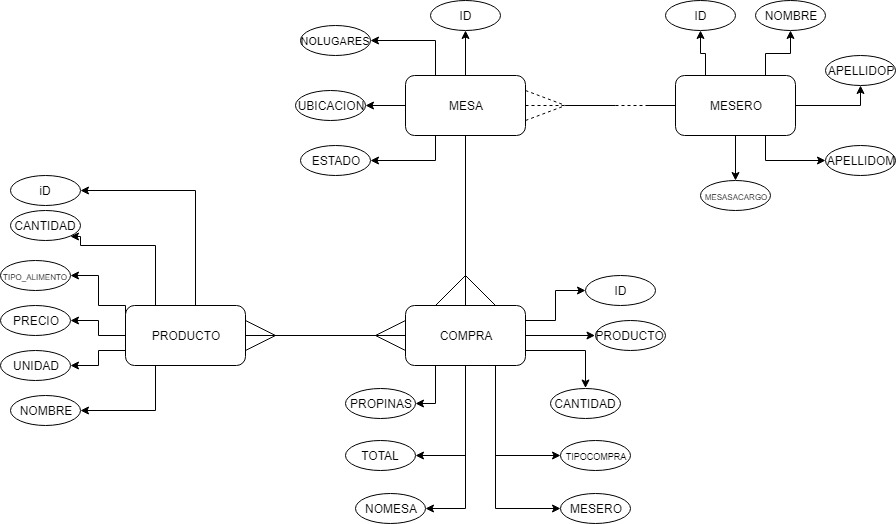 ID
ID
NOMBRE
NOLUGARES
APELLIDOP
UBICACION
MESA
MESERO
ESTADO
APELLIDOM
MESASACARGO
iD
CANTIDAD
TIPO_ALIMENTO
PRECIO
PRODUCTO
COMPRA
ID
PRODUCTO
UNIDAD
NOMBRE
PROPINAS
CANTIDAD
TOTAL
TIPOCOMPRA
NOMESA
MESERO